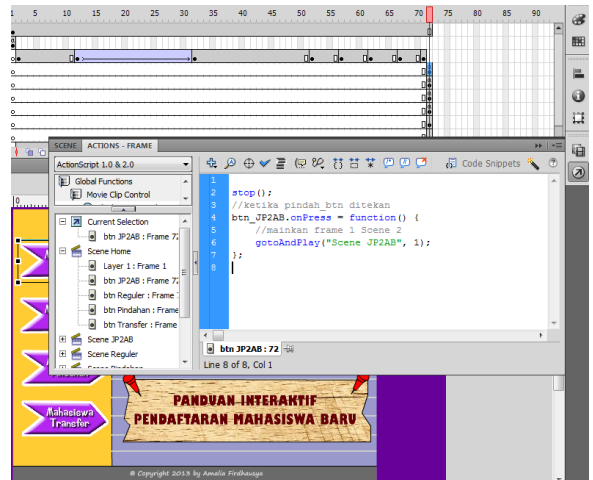 5 10 15 20 25 30 35 40 45 50 55 60 65 70 75 80 85 90
SCENE ACTIONS - FRAME
ActionScript 1.0 & 2.0
Code Snippets
Global Functions
Movie Clip Control
Current Selection
btn JP2AB : Frame 72
Scene Home
Layer 1 : Frame 1
btn JP2AB : Frame 72
btn Reguler : Frame
btn Pindahan : Frame
btn Transfer : Frame
Scene JP2AB
Scene Reguler
Scene Pindahan
1
2 stop();
3 //ketika pindah_btn ditekan
4 btn_JP2AB.onPress = function() {
5 //mainkan frame 1 Scene 2
6 gotoAndPlay("Scene JP2AB", 1);
7 };
8
btn JP2AB : 72
Line 8 of 8, Col 1
Mahasiswa
Transfer
PANDUAN INTERAKTIF
PENDAFTARAN MAHASISWA BARU
© Copyright 2013 by Amalia Firdhausya